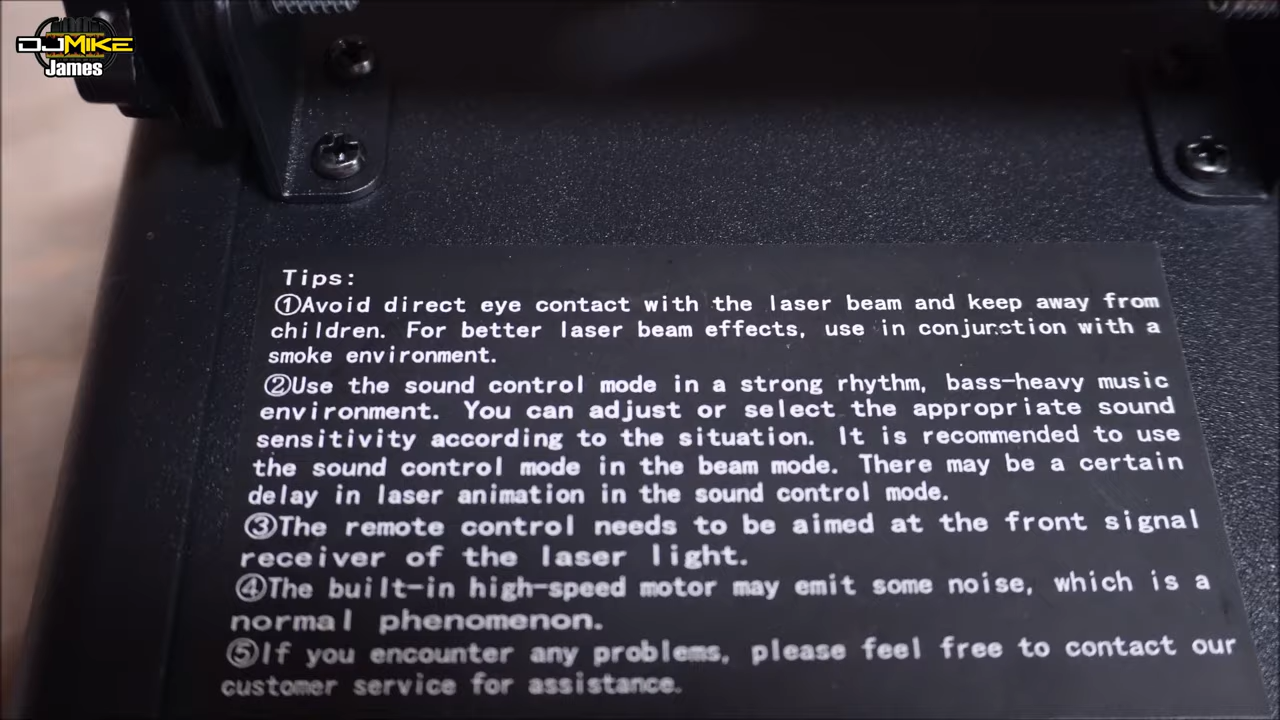 DJMIKE
James
Tips:
①Avoid direct eye contact with the laser beam and keep away from
children. For better laser beam effects, use in conjunction with a
smoke environment.
②Use the sound control mode in a strong rhythm, bass-heavy music
environment. You can adjust or select the appropriate sound
sensitivity according to the situation. It is recommended to use
the sound control mode in the beam mode. There may be a certain
delay in laser animation in the sound control mode.
③The remote control needs to be aimed at the front signal
receiver of the laser light.
④The built-in high-speed motor may emit some noise, which is a
normal phenomenon.
⑤If you encounter any problems, please feel free to contact our
customer service for assistance.